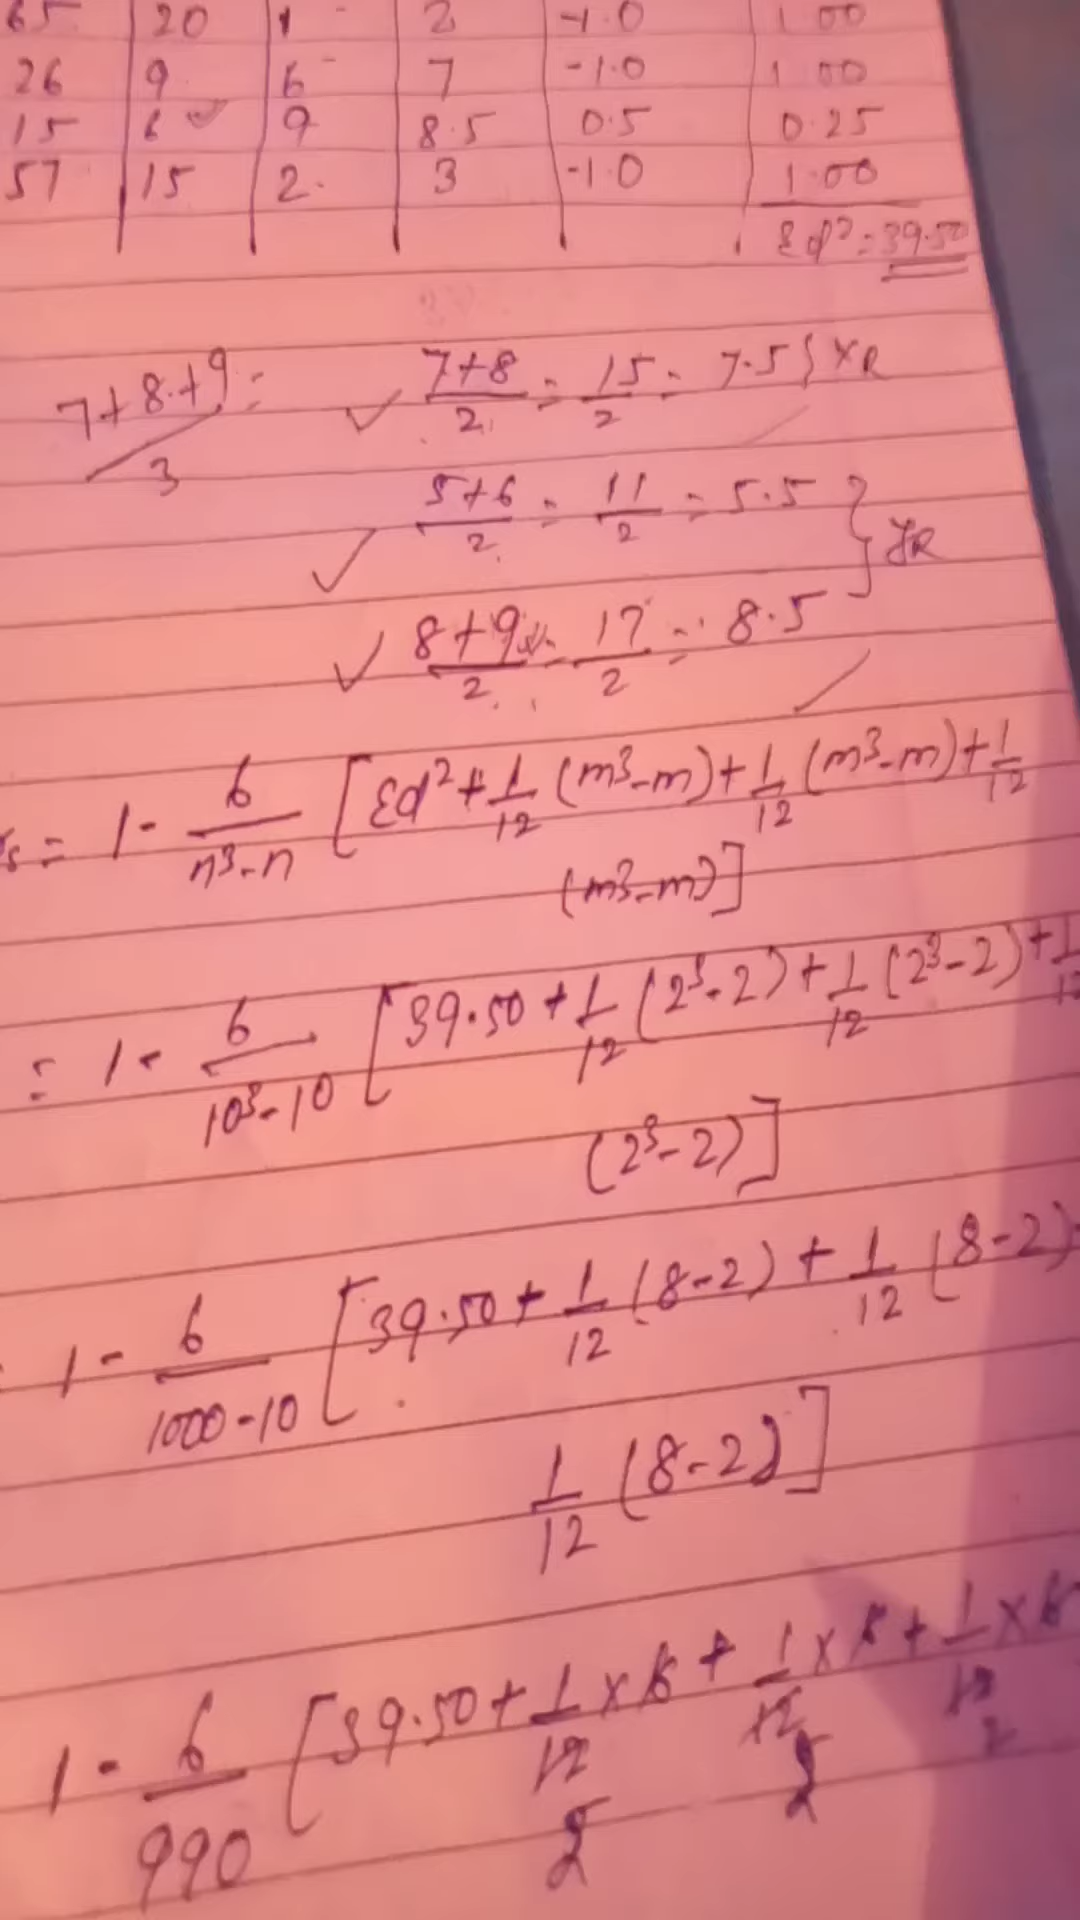 65 20 1 2 -1.0 1.00
26 9 6 7 -1.0 1.00
15 6 9 8.5 0.5 0.25
57 15 2 3 -1.0 1.00
Σd² = 39.50
7+8+9/3 =
7+8/2 = 15/2 = 7.5 } XR
5+6/2 = 11/2 = 5.5
} YR
8+9/2 = 17/2 = 8.5
= 1 - 6/n³-n [Σd² + 1/12 (m³-m) + 1/12 (m³-m) + 1/12
(m³-m)]
= 1 - 6/10³-10 [39.50 + 1/12 (2³-2) + 1/12 (2³-2) + 1/12
(2³-2)]
= 1 - 6/1000-10 [39.50 + 1/12 (8-2) + 1/12 (8-2)
1/12 (8-2)]
1 - 6/990 [39.50 + 1/12 × 6 + 1/12 × 6 + 1/12 × 6
2 2 2